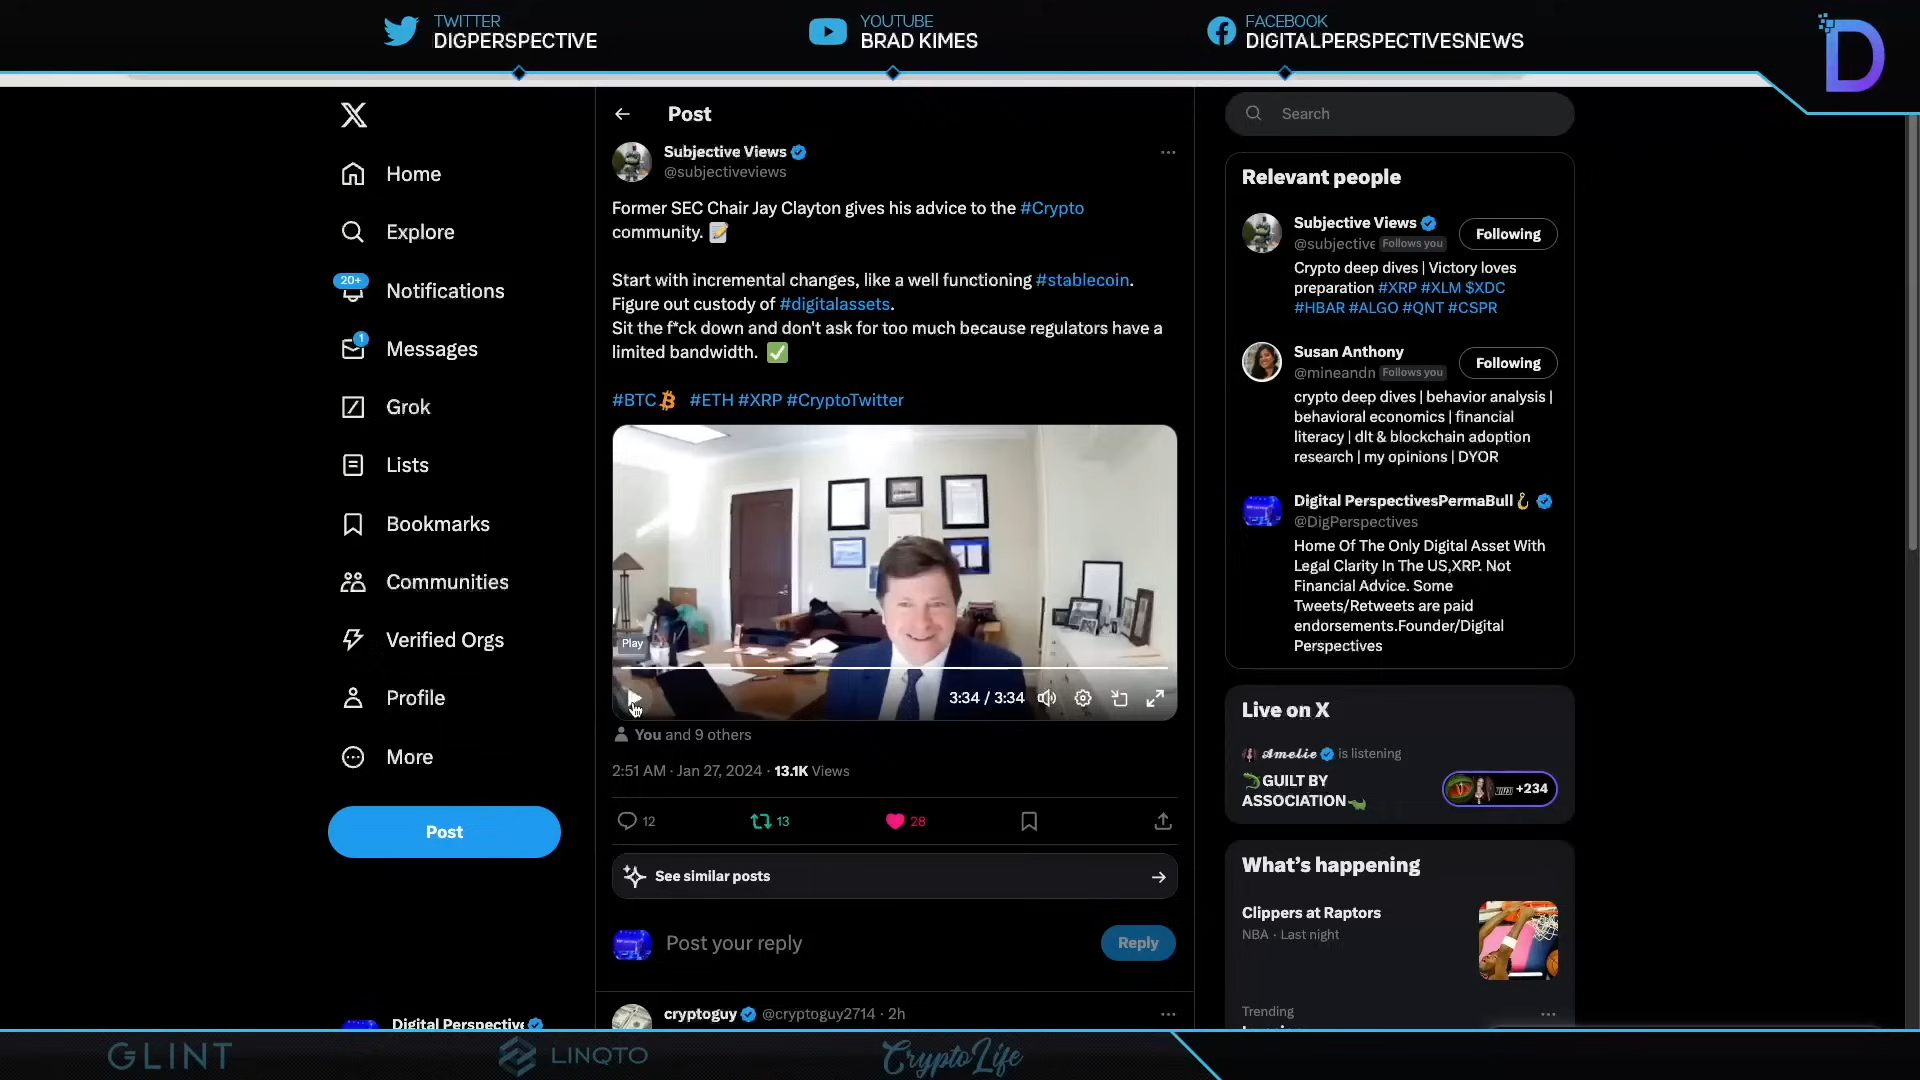 TWITTER
DIGPERSPECTIVE
YOUTUBE
BRAD KIMES
FACEBOOK
DIGITALPERSPECTIVESNEWS
D
Home
Explore
20+
Notifications
1
Messages
Grok
Lists
Bookmarks
Communities
Verified Orgs
Profile
More
Post
Digital Perspective
Post
Subjective Views
@subjectiveviews
Former SEC Chair Jay Clayton gives his advice to the #Crypto
community.
Start with incremental changes, like a well functioning #stablecoin.
Figure out custody of #digitalassets.
Sit the f*ck down and don't ask for too much because regulators have a
limited bandwidth.
#BTC #ETH #XRP #CryptoTwitter
Play
3:34 / 3:34
You and 9 others
2:51 AM · Jan 27, 2024 · 13.1K Views
12
13
28
See similar posts
Post your reply
Reply
cryptoguy @cryptoguy2714 · 2h
Search
Relevant people
Subjective Views
@subjective Follows you
Following
Crypto deep dives | Victory loves
preparation #XRP #XLM $XDC
#HBAR #ALGO #QNT #CSPR
Susan Anthony
@mineandn Follows you
Following
crypto deep dives | behavior analysis |
behavioral economics | financial
literacy | dlt & blockchain adoption
research | my opinions | DYOR
Digital PerspectivesPermaBull
@DigPerspectives
Home Of The Only Digital Asset With
Legal Clarity In The US,XRP. Not
Financial Advice. Some
Tweets/Retweets are paid
endorsements.Founder/Digital
Perspectives
Live on X
Amelie is listening
GUILT BY
ASSOCIATION
+234
What's happening
Clippers at Raptors
NBA · Last night
Trending
GLINT
LINQTO
CryptoLife